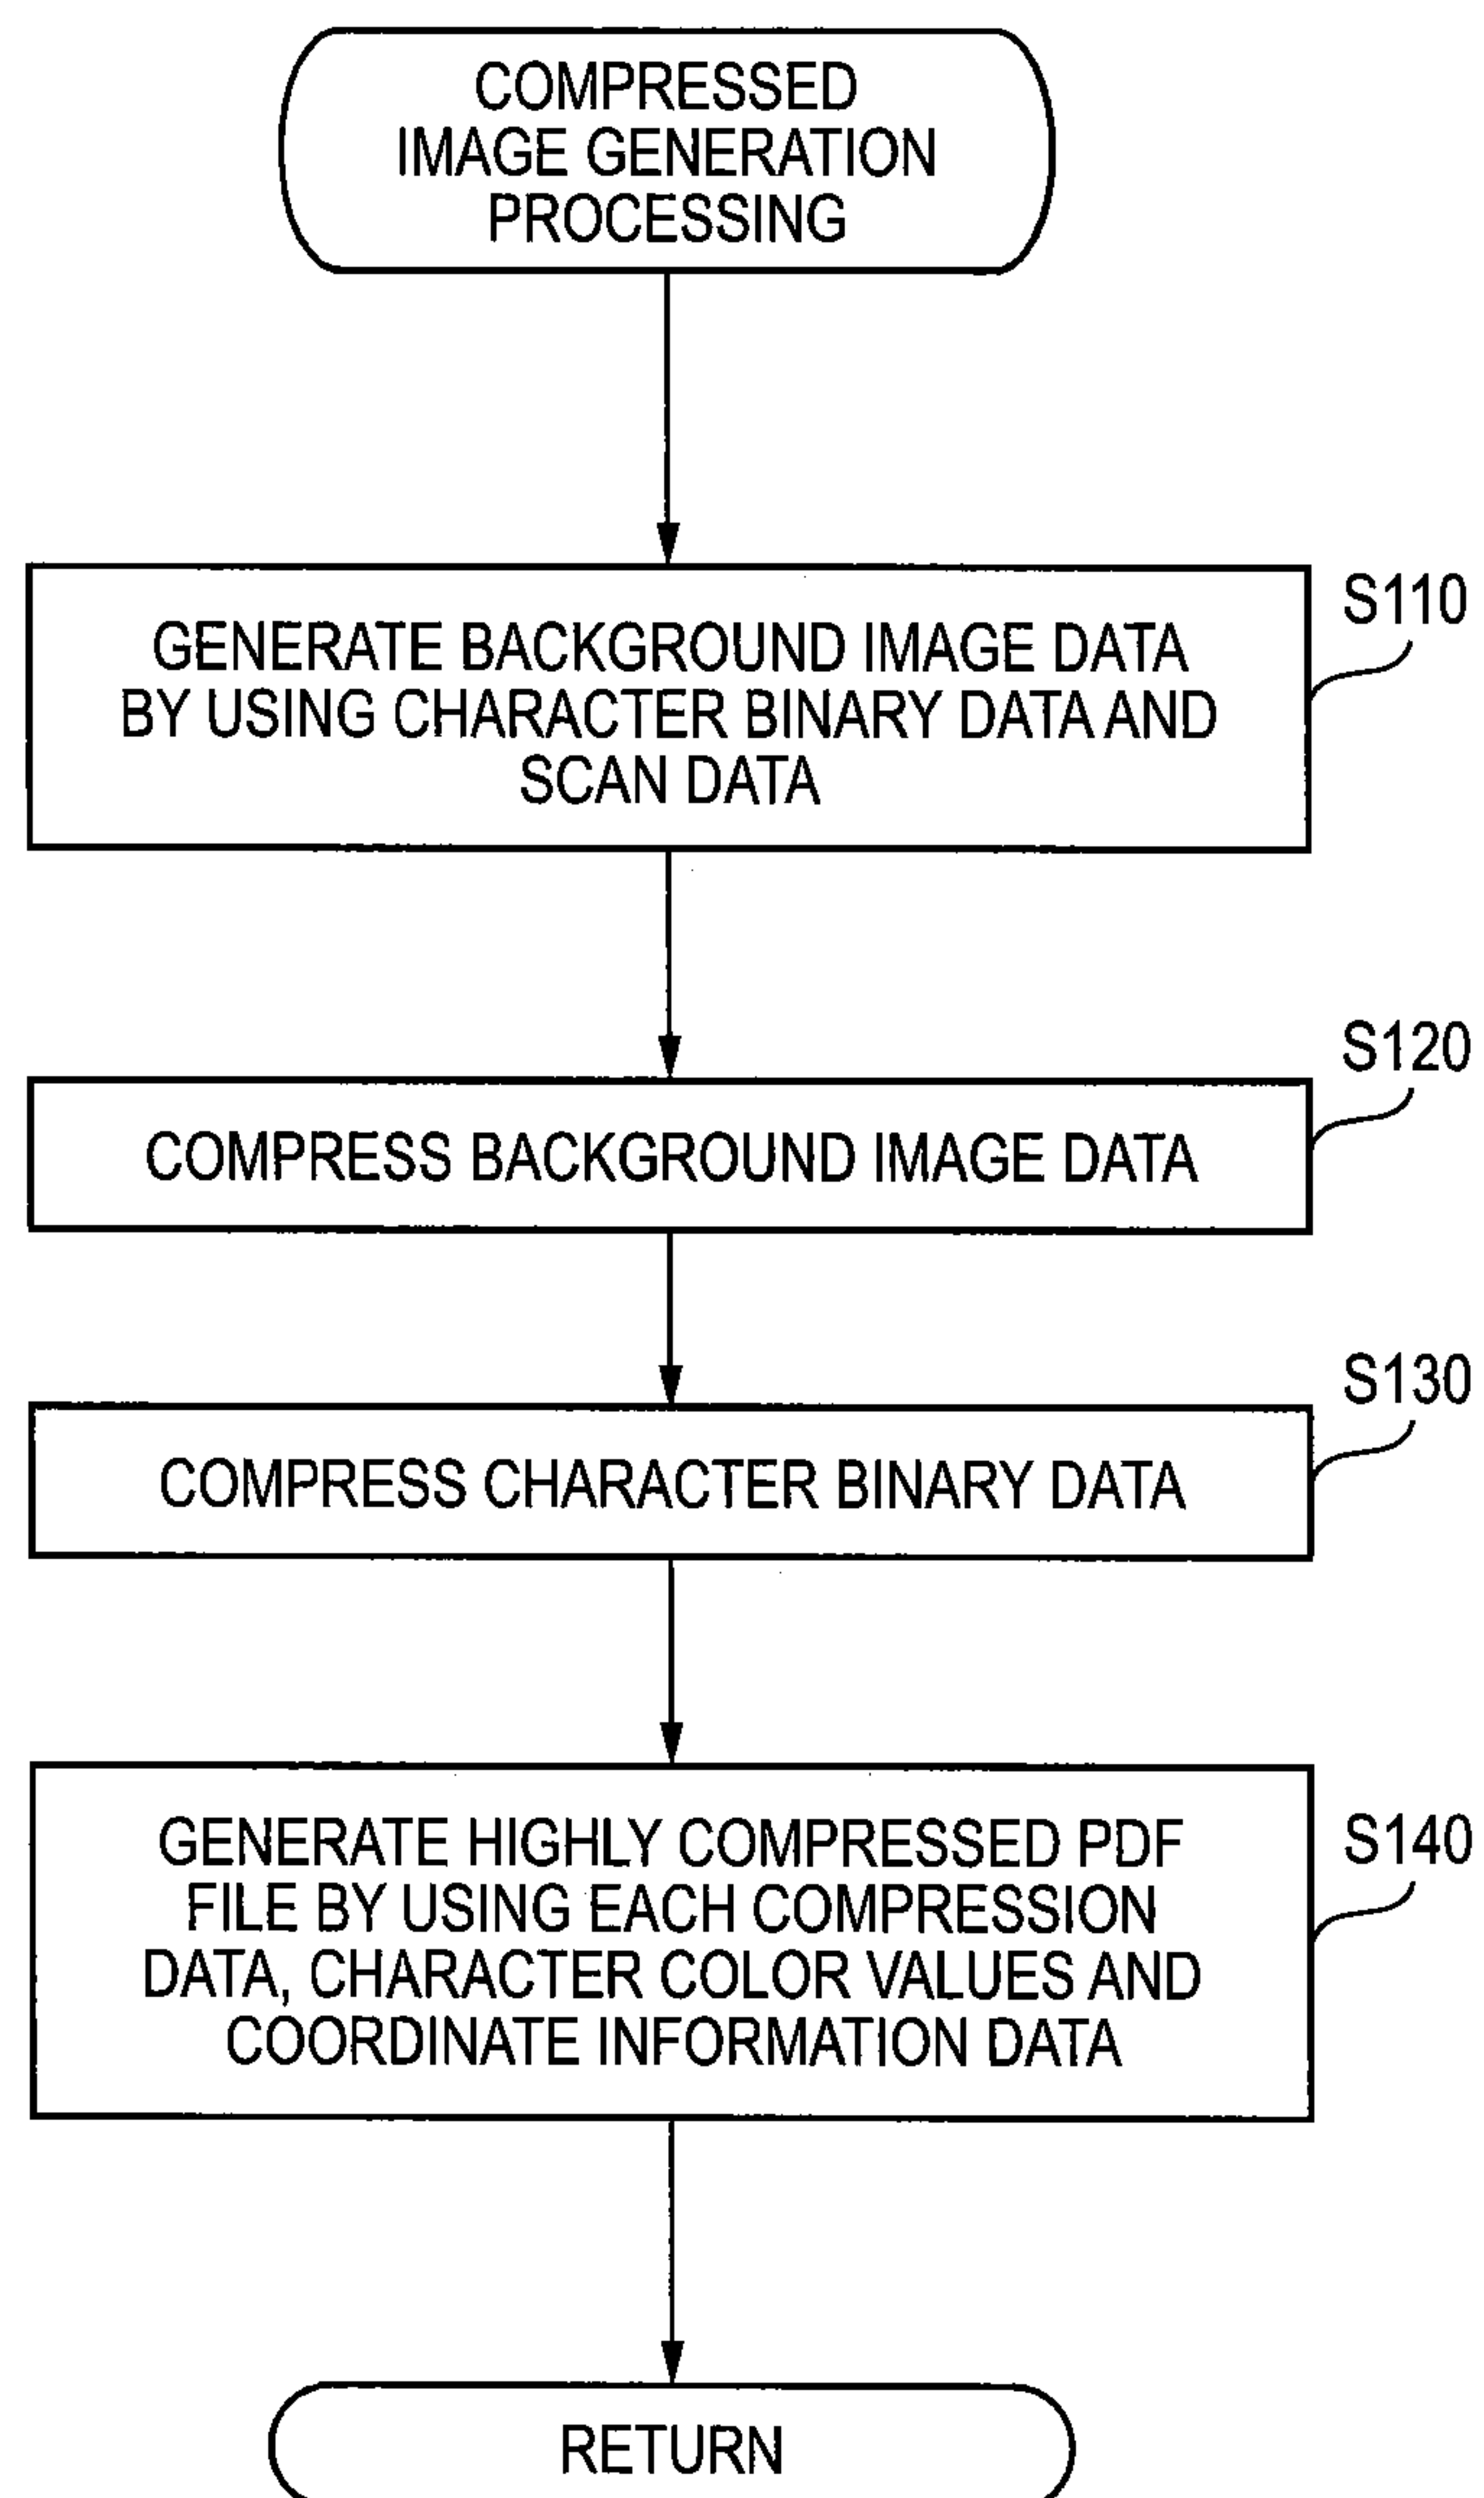 COMPRESSED
IMAGE GENERATION
PROCESSING
S110
GENERATE BACKGROUND IMAGE DATA
BY USING CHARACTER BINARY DATA AND
SCAN DATA
S120
COMPRESS BACKGROUND IMAGE DATA
S130
COMPRESS CHARACTER BINARY DATA
S140
GENERATE HIGHLY COMPRESSED PDF
FILE BY USING EACH COMPRESSION
DATA, CHARACTER COLOR VALUES AND
COORDINATE INFORMATION DATA
RETURN